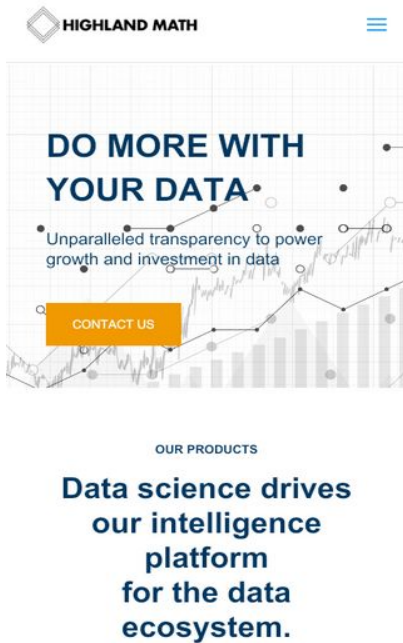 HIGHLAND MATH
DO MORE WITH
YOUR DATA
Unparalleled transparency to power
growth and investment in data
CONTACT US
OUR PRODUCTS
Data science drives
our intelligence
platform
for the data
ecosystem.